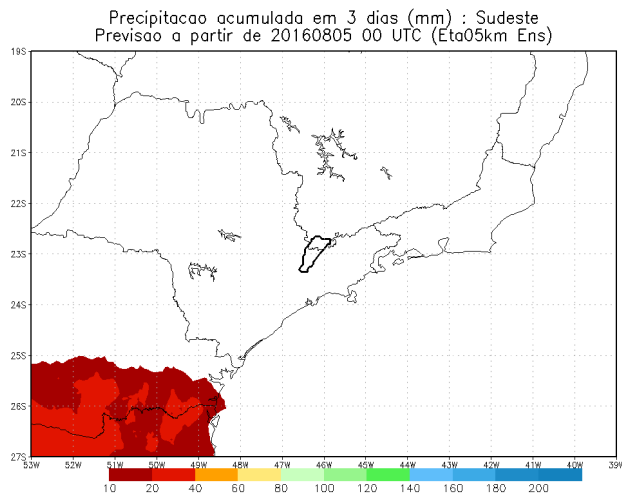 Precipitacao acumulada em 3 dias (mm) : Sudeste
Previsao a partir de 20160805 00 UTC (Eta05km Ens)
19S
20S
21S
22S
23S
24S
25S
26S
27S
53W 52W 51W 50W 49W 48W 47W 46W 45W 44W 43W 42W 41W 40W 39W
10 20 40 60 80 100 120 140 160 180 200